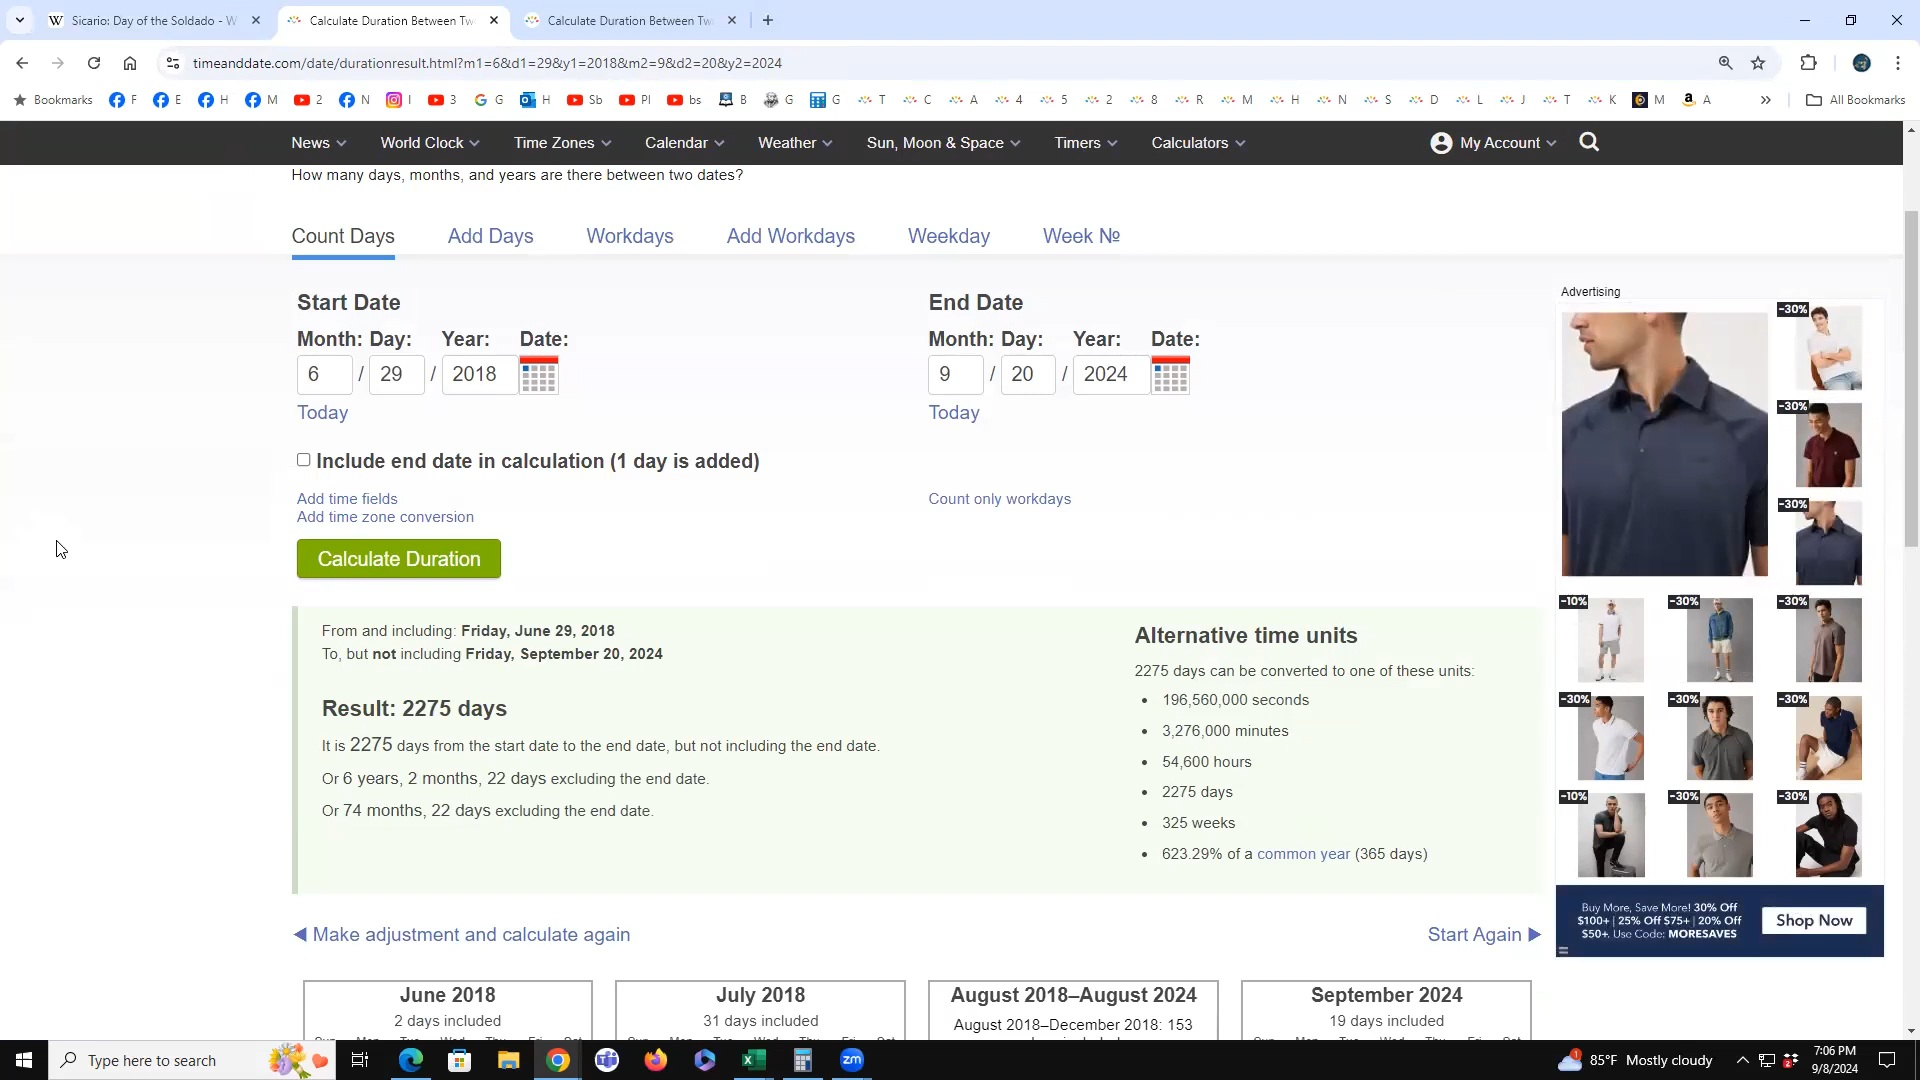 Sicario: Day of the Soldado - W
Calculate Duration Between Tw
Calculate Duration Between Tw
timeanddate.com/date/durationresult.html?m1=6&d1=29&y1=2018&m2=9&d2=20&y2=2024
Bookmarks F E H M 2 N I 3 G H Sb Pl bs B G G T C A 4 5 2 8 R M H N S D L J T K M A All Bookmarks
News World Clock Time Zones Calendar Weather Sun, Moon & Space Timers Calculators My Account
How many days, months, and years are there between two dates?
Count Days Add Days Workdays Add Workdays Weekday Week №
Start Date
Month: Day: Year: Date:
6 / 29 / 2018
Today
End Date
Month: Day: Year: Date:
9 / 20 / 2024
Today
Include end date in calculation (1 day is added)
Add time fields
Add time zone conversion
Count only workdays
Calculate Duration
From and including: Friday, June 29, 2018
To, but not including Friday, September 20, 2024
Result: 2275 days
It is 2275 days from the start date to the end date, but not including the end date.
Or 6 years, 2 months, 22 days excluding the end date.
Or 74 months, 22 days excluding the end date.
Alternative time units
2275 days can be converted to one of these units:
• 196,560,000 seconds
• 3,276,000 minutes
• 54,600 hours
• 2275 days
• 325 weeks
• 623.29% of a common year (365 days)
◀ Make adjustment and calculate again
Start Again ▶
June 2018
2 days included
July 2018
31 days included
August 2018–August 2024
August 2018–December 2018: 153
September 2024
19 days included
Advertising
-30%
-30%
-30%
-10% -30% -30%
-30% -30% -30%
-10% -30% -30%
Buy More, Save More! 30% Off
$100+ | 25% Off $75+ | 20% Off
$50+. Use Code: MORESAVES
Shop Now
Type here to search
85°F Mostly cloudy
7:06 PM
9/8/2024